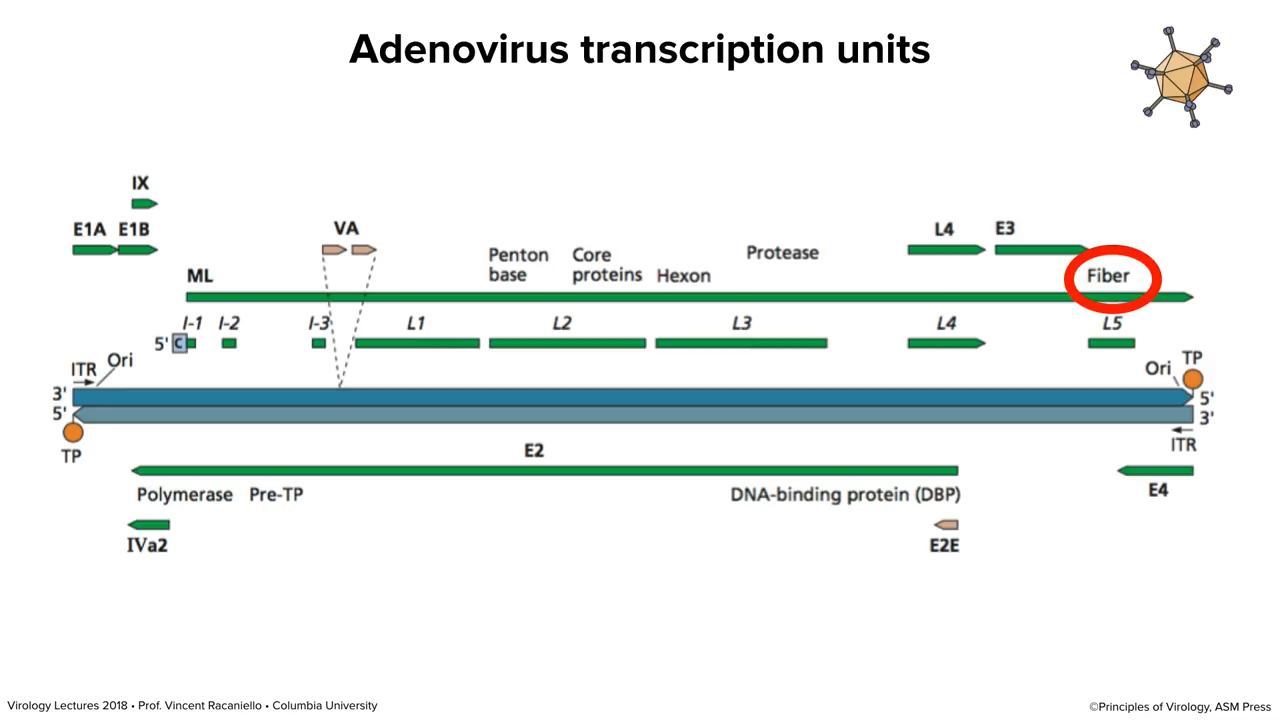 Adenovirus transcription units
IX
E1A E1B
VA
L4
E3
ML
Penton
base
Core
proteins
Hexon
Protease
Fiber
5' C
I-1
I-2
I-3
L1
L2
L3
L4
L5
ITR
Ori
Ori
TP
3'
5'
5'
3'
TP
ITR
E2
Polymerase Pre-TP
DNA-binding protein (DBP)
E4
IVa2
E2E
Virology Lectures 2018 • Prof. Vincent Racaniello • Columbia University
©Principles of Virology, ASM Press